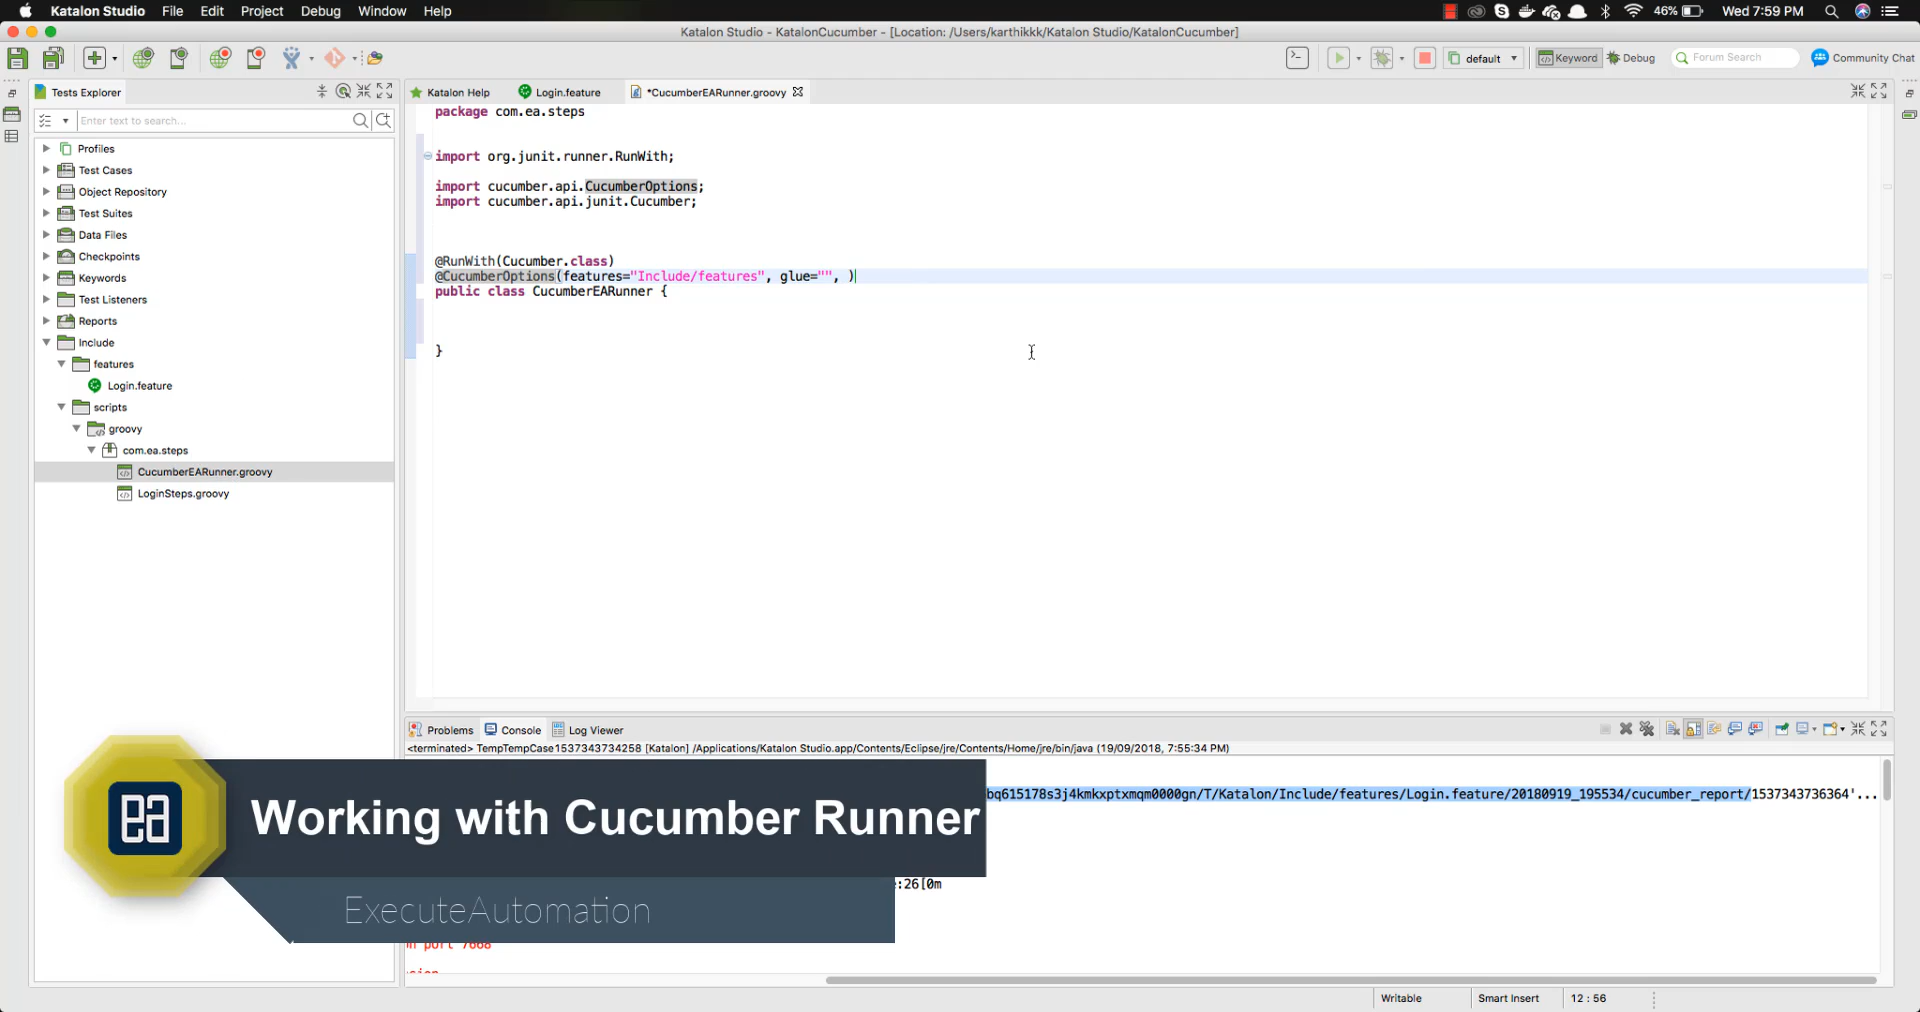 Katalon Studio File Edit Project Debug Window Help
46% Wed 7:59 PM
Katalon Studio - KatalonCucumber - [Location: /Users/karthikkk/Katalon Studio/KatalonCucumber]
default Keyword Debug Forum Search Community Chat
Tests Explorer
Katalon Help Login.feature *CucumberEARunner.groovy
Enter text to search...
Profiles
Test Cases
Object Repository
Test Suites
Data Files
Checkpoints
Keywords
Test Listeners
Reports
Include
features
Login.feature
scripts
groovy
com.ea.steps
CucumberEARunner.groovy
LoginSteps.groovy
package com.ea.steps
import org.junit.runner.RunWith;
import cucumber.api.CucumberOptions;
import cucumber.api.junit.Cucumber;
@RunWith(Cucumber.class)
@CucumberOptions(features="Include/features", glue="", )
public class CucumberEARunner {
}
Problems Console Log Viewer
<terminated> TempTempCase1537343734258 [Katalon] /Applications/Katalon Studio.app/Contents/Eclipse/jre/Contents/Home/jre/bin/java (19/09/2018, 7:55:34 PM)
bq615178s3j4kmkxptxmqm0000gn/T/Katalon/Include/features/Login.feature/20180919_195534/cucumber_report/1537343736364'...
:26[0m
port 7668
ea
Working with Cucumber Runner
ExecuteAutomation
Writable Smart Insert 12 : 56